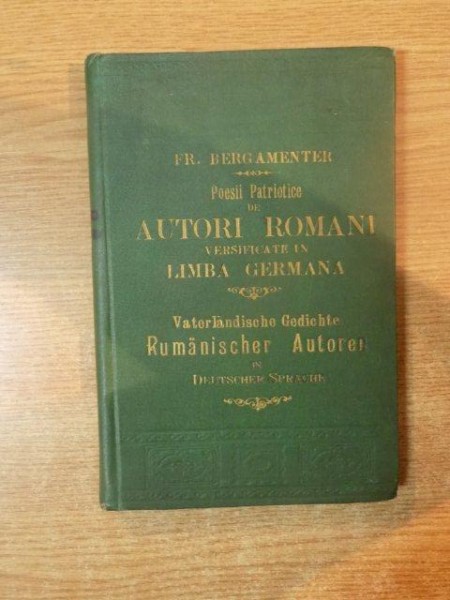 FR. BERGAMENTER
Poesii Patriotice
DE
AUTORI ROMANI
VERSIFICATE IN
LIMBA GERMANA
Vaterländische Gedichte
Rumänischer Autoren
IN
DEUTSCHER SPRACHE